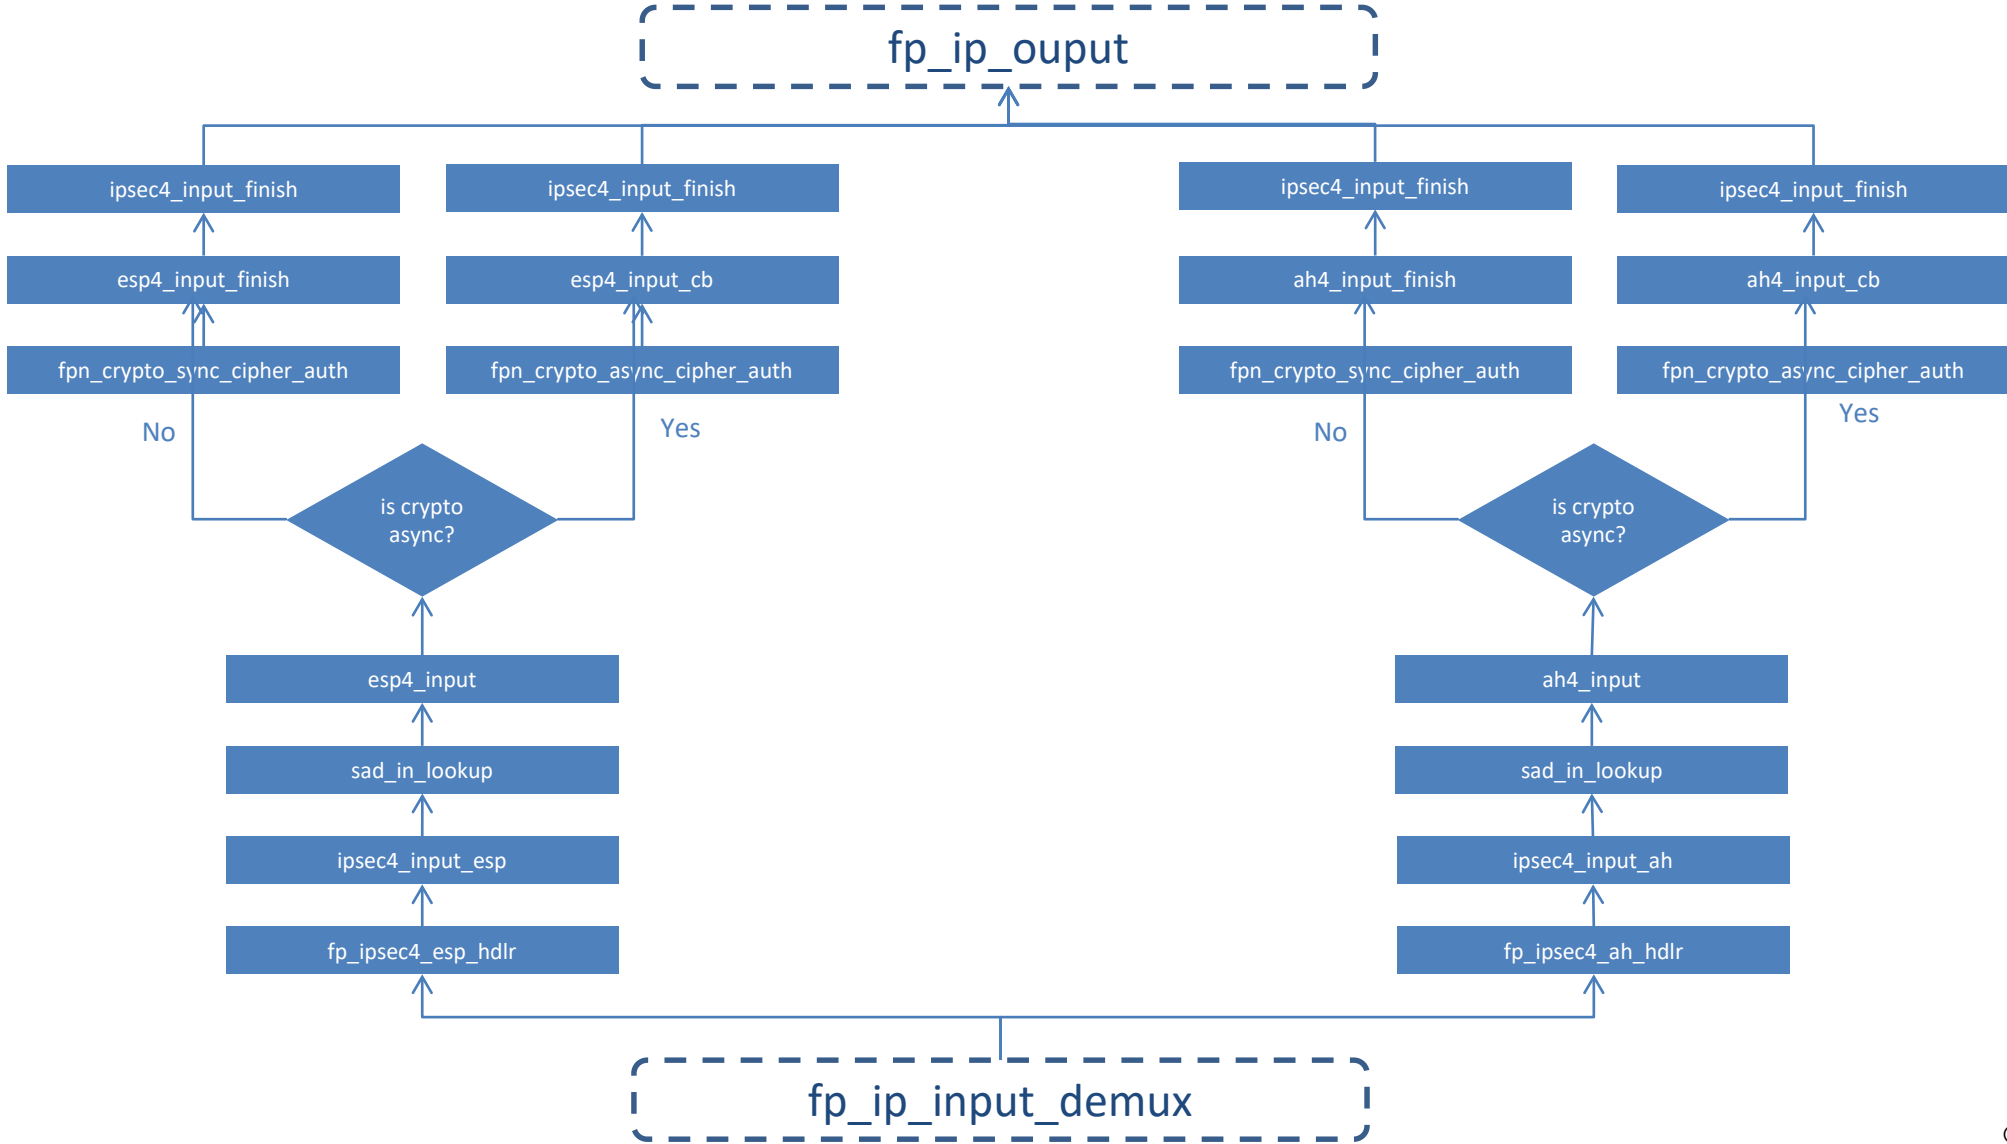 fp_ip_ouput
ipsec4_input_finish
ipsec4_input_finish
ipsec4_input_finish
ipsec4_input_finish
esp4_input_finish
esp4_input_cb
ah4_input_finish
ah4_input_cb
fpn_crypto_sync_cipher_auth
fpn_crypto_async_cipher_auth
fpn_crypto_sync_cipher_auth
fpn_crypto_async_cipher_auth
No
Yes
No
Yes
is crypto
async?
is crypto
async?
esp4_input
ah4_input
sad_in_lookup
sad_in_lookup
ipsec4_input_esp
ipsec4_input_ah
fp_ipsec4_esp_hdlr
fp_ipsec4_ah_hdlr
fp_ip_input_demux